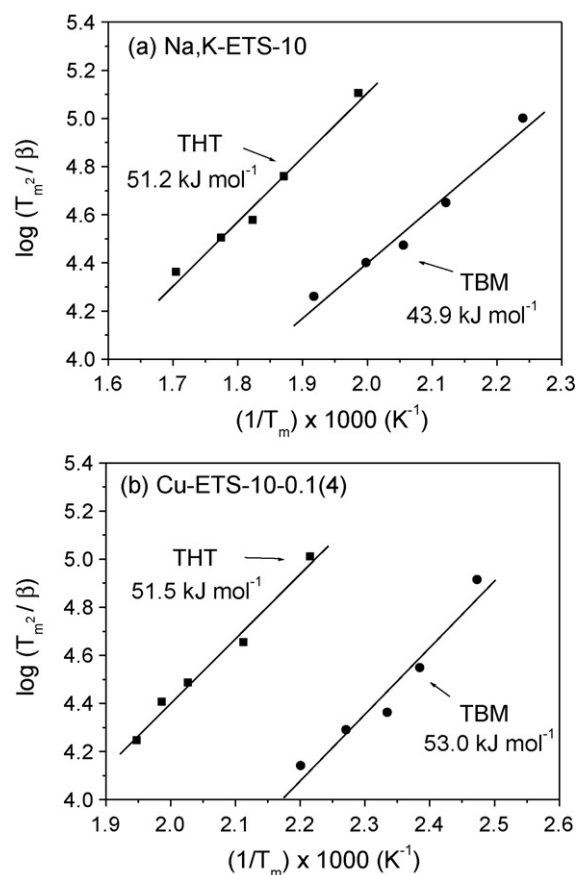 (a) Na,K-ETS-10
THT
51.2 kJ mol⁻¹
TBM
43.9 kJ mol⁻¹
log (Tₘ² / β)
5.4
5.2
5.0
4.8
4.6
4.4
4.2
4.0
1.6 1.7 1.8 1.9 2.0 2.1 2.2 2.3
(1/Tₘ) x 1000 (K⁻¹)
(b) Cu-ETS-10-0.1(4)
THT
51.5 kJ mol⁻¹
TBM
53.0 kJ mol⁻¹
log (Tₘ² / β)
5.4
5.2
5.0
4.8
4.6
4.4
4.2
4.0
1.9 2.0 2.1 2.2 2.3 2.4 2.5 2.6
(1/Tₘ) x 1000 (K⁻¹)